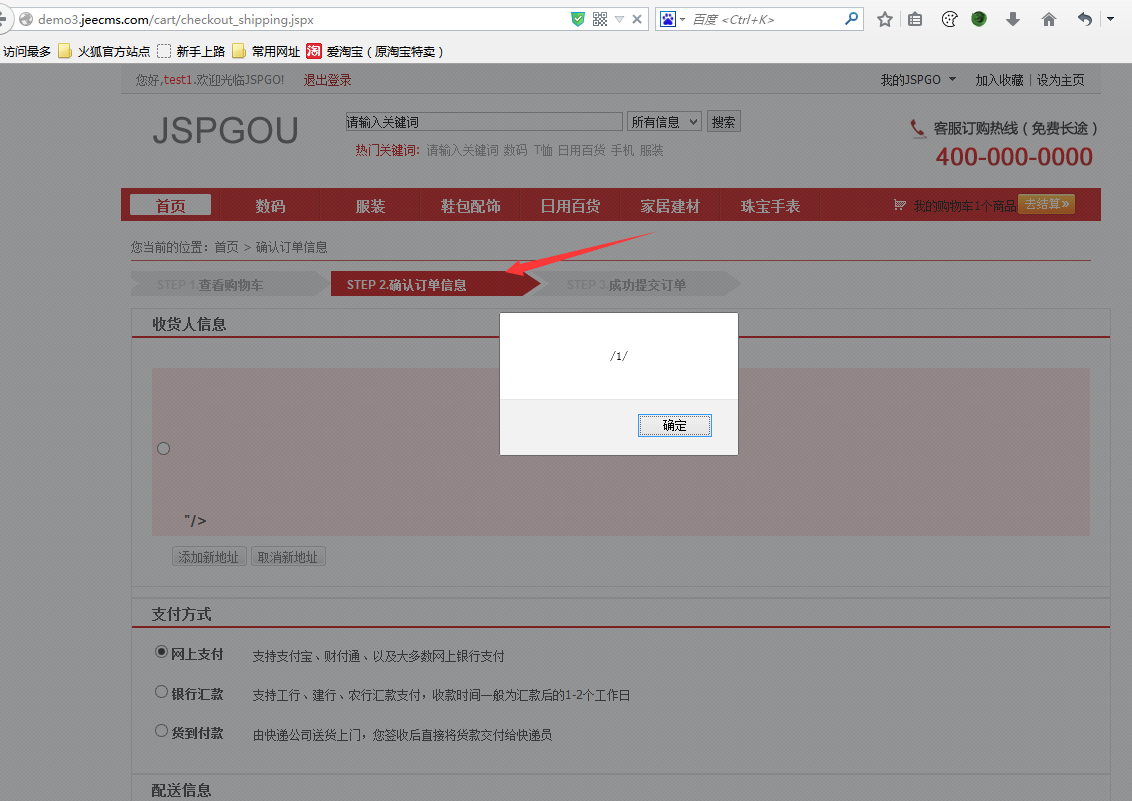 demo3.jeecms.com/cart/checkout_shipping.jspx 百度 <Ctrl+K>
访问最多 火狐官方站点 新手上路 常用网址 淘 爱淘宝（原淘宝特卖）
您好,test1.欢迎光临JSPGO! 退出登录 我的JSPGO 加入收藏 | 设为主页
JSPGOU 请输入关键词 所有信息 搜索 客服订购热线（免费长途）
热门关键词: 请输入关键词 数码 T恤 日用百货 手机 服装 400-000-0000
首页 数码 服装 鞋包配饰 日用百货 家居建材 珠宝手表 我的购物车1个商品 去结算»
您当前的位置：首页 > 确认订单信息
STEP 1.查看购物车 STEP 2.确认订单信息 STEP 3.成功提交订单
收货人信息
/1/
确定
"/>
添加新地址 取消新地址
支付方式
网上支付 支持支付宝、财付通、以及大多数网上银行支付
银行汇款 支持工行、建行、农行汇款支付，收款时间一般为汇款后的1-2个工作日
货到付款 由快递公司送货上门，您签收后直接将货款交付给快递员
配送信息